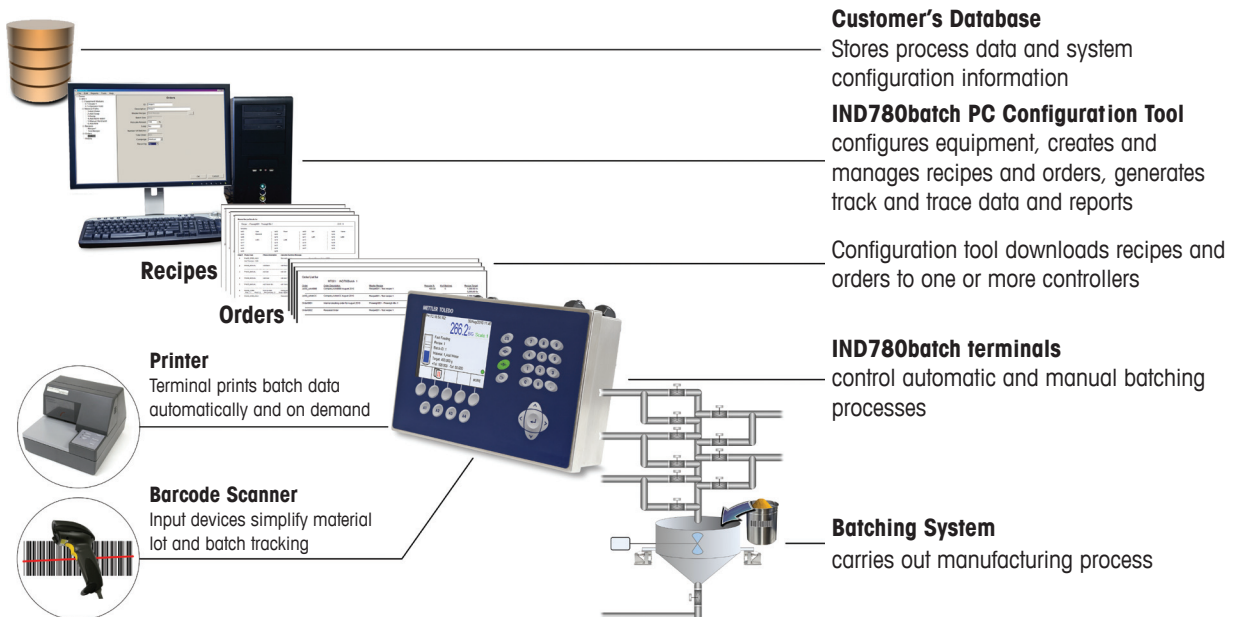 Customer's Database
Stores process data and system
configuration information
IND780batch PC Configuration Tool
configures equipment, creates and
manages recipes and orders, generates
track and trace data and reports
Configuration tool downloads recipes and
orders to one or more controllers
Recipes
Orders
METTLER TOLEDO
266.2
IND780batch terminals
control automatic and manual batching
processes
Printer
Terminal prints batch data
automatically and on demand
Barcode Scanner
Input devices simplify material
lot and batch tracking
Batching System
carries out manufacturing process